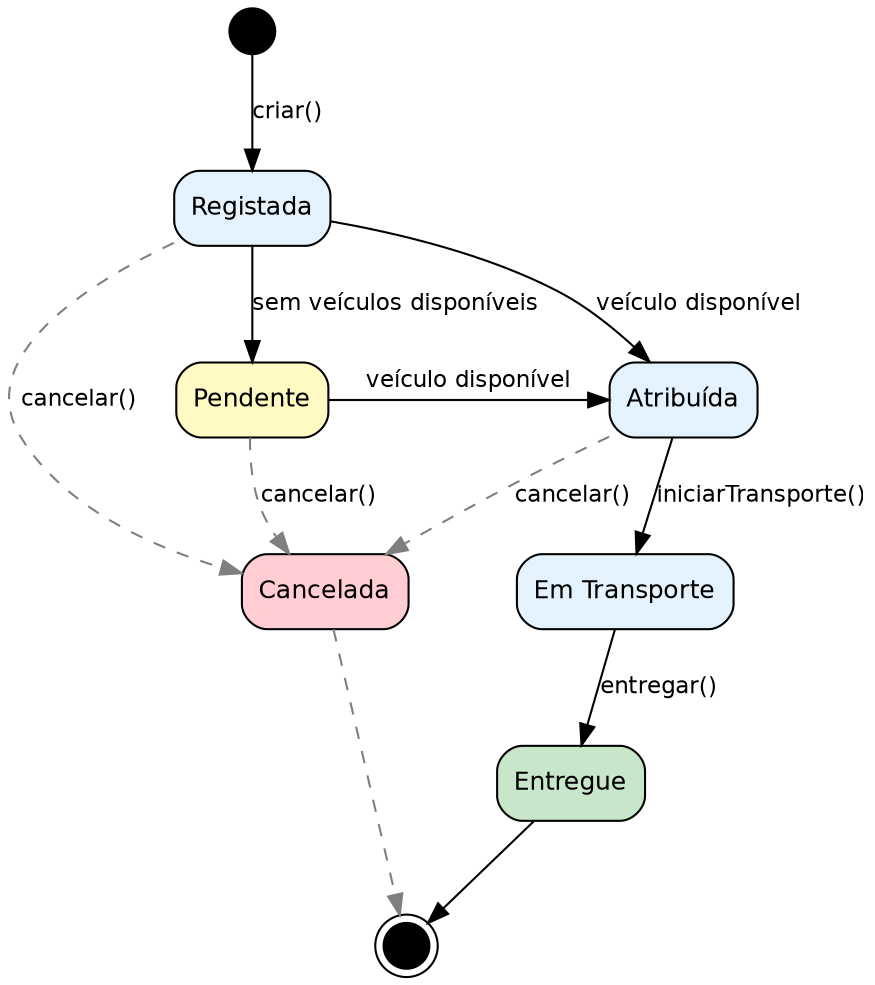 criar()
Registada
sem veículos disponíveis
veículo disponível
veículo disponível
cancelar()
Pendente
Atribuída
cancelar()
cancelar()
iniciarTransporte()
Cancelada
Em Transporte
entregar()
Entregue